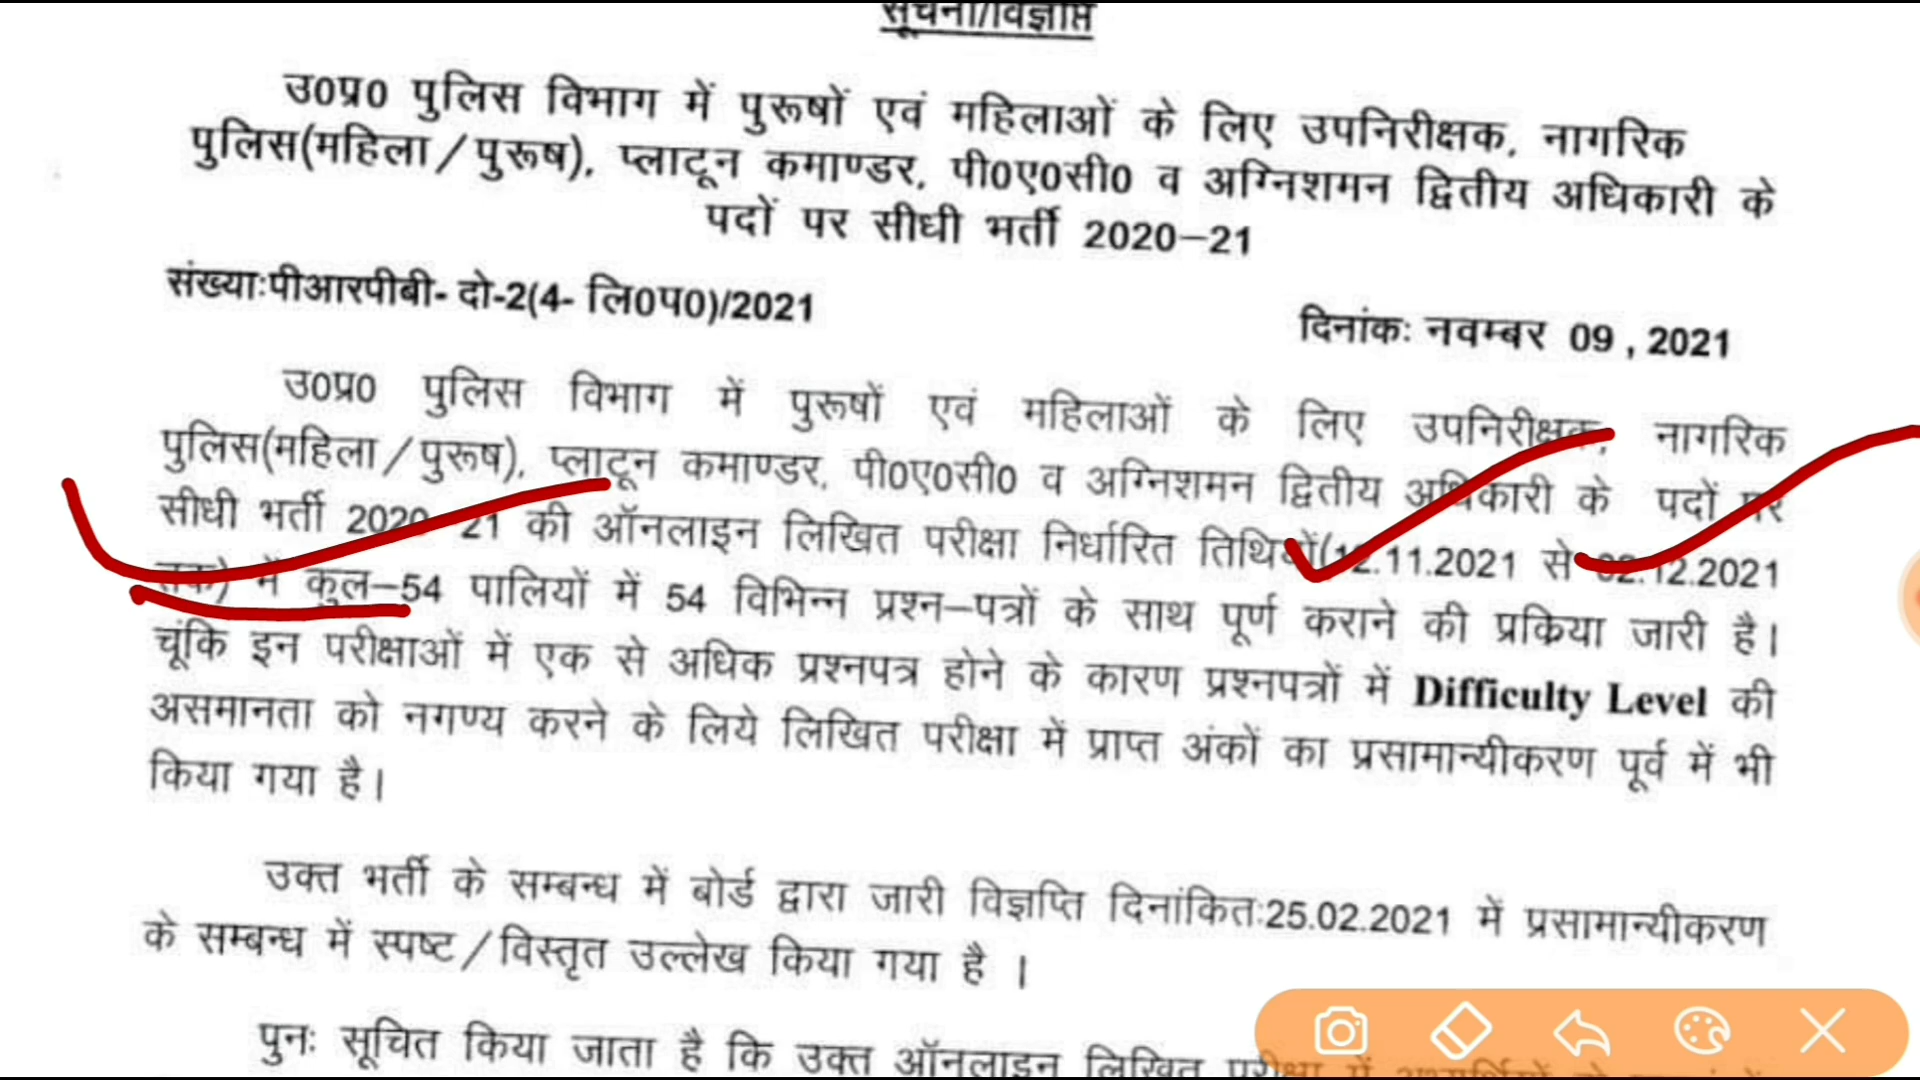 सूचना/विज्ञप्ति
उ0प्र0 पुलिस विभाग में पुरूषों एवं महिलाओं के लिए उपनिरीक्षक, नागरिक
पुलिस(महिला/पुरूष), प्लाटून कमाण्डर, पी0ए0सी0 व अग्निशमन द्वितीय अधिकारी के
पदों पर सीधी भर्ती 2020–21
संख्याःपीआरपीबी- दो-2(4- लि0प0)/2021
दिनांकः नवम्बर 09 , 2021
उ0प्र0 पुलिस विभाग में पुरूषों एवं महिलाओं के लिए उपनिरीक्षक, नागरिक
पुलिस(महिला/पुरूष), प्लाटून कमाण्डर, पी0ए0सी0 व अग्निशमन द्वितीय अधिकारी के पदों पर
सीधी भर्ती 2020–21 की ऑनलाइन लिखित परीक्षा निर्धारित तिथियों(12.11.2021 से 02.12.2021
तक) में कुल–54 पालियों में 54 विभिन्न प्रश्न–पत्रों के साथ पूर्ण कराने की प्रकिया जारी है।
चूंकि इन परीक्षाओं में एक से अधिक प्रश्नपत्र होने के कारण प्रश्नपत्रों में Difficulty Level की
असमानता को नगण्य करने के लिये लिखित परीक्षा में प्राप्त अंकों का प्रसामान्यीकरण पूर्व में भी
किया गया है।
उक्त भर्ती के सम्बन्ध में बोर्ड द्वारा जारी विज्ञप्ति दिनांकितः25.02.2021 में प्रसामान्यीकरण
के सम्बन्ध में स्पष्ट/विस्तृत उल्लेख किया गया है ।
पुनः सूचित किया जाता है कि उक्त ऑनलाइन लिखित परीक्षा में